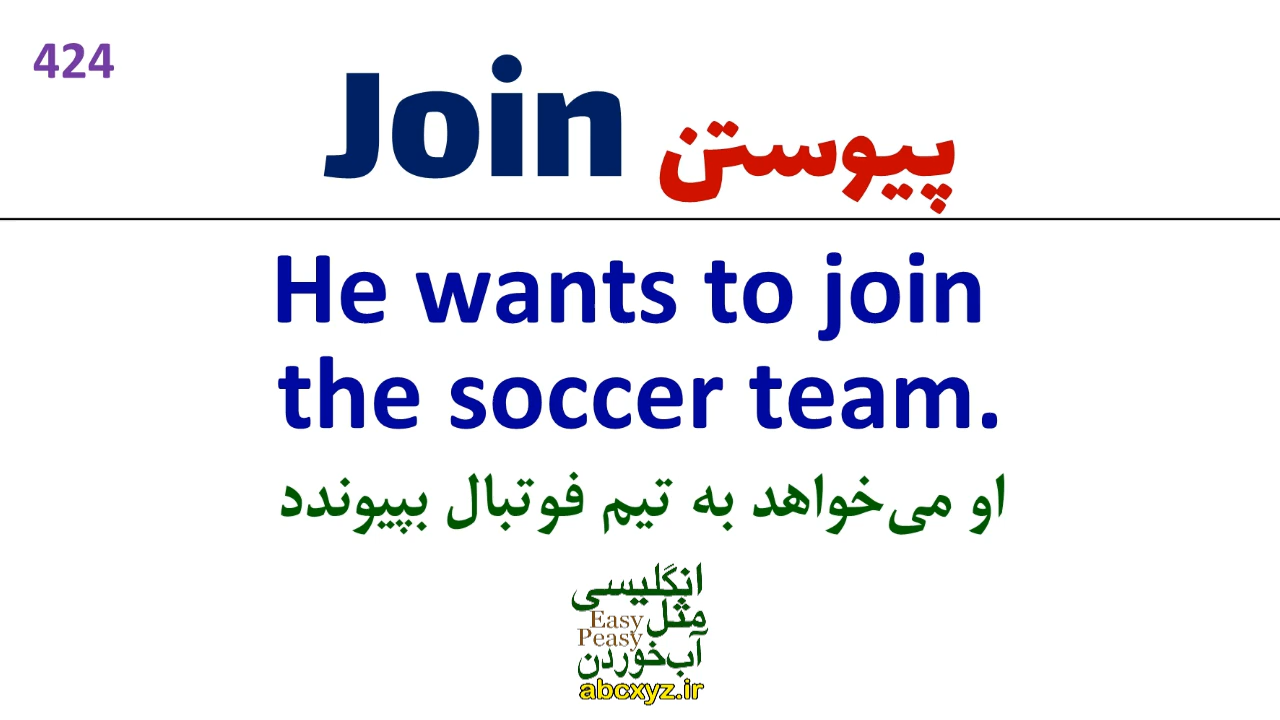 424
Join پیوستن
He wants to join
the soccer team.
او می‌خواهد به تیم فوتبال بپیوندد
انگلیسی
مثل Easy
Peasy
آب‌خوردن
abcxyz.ir